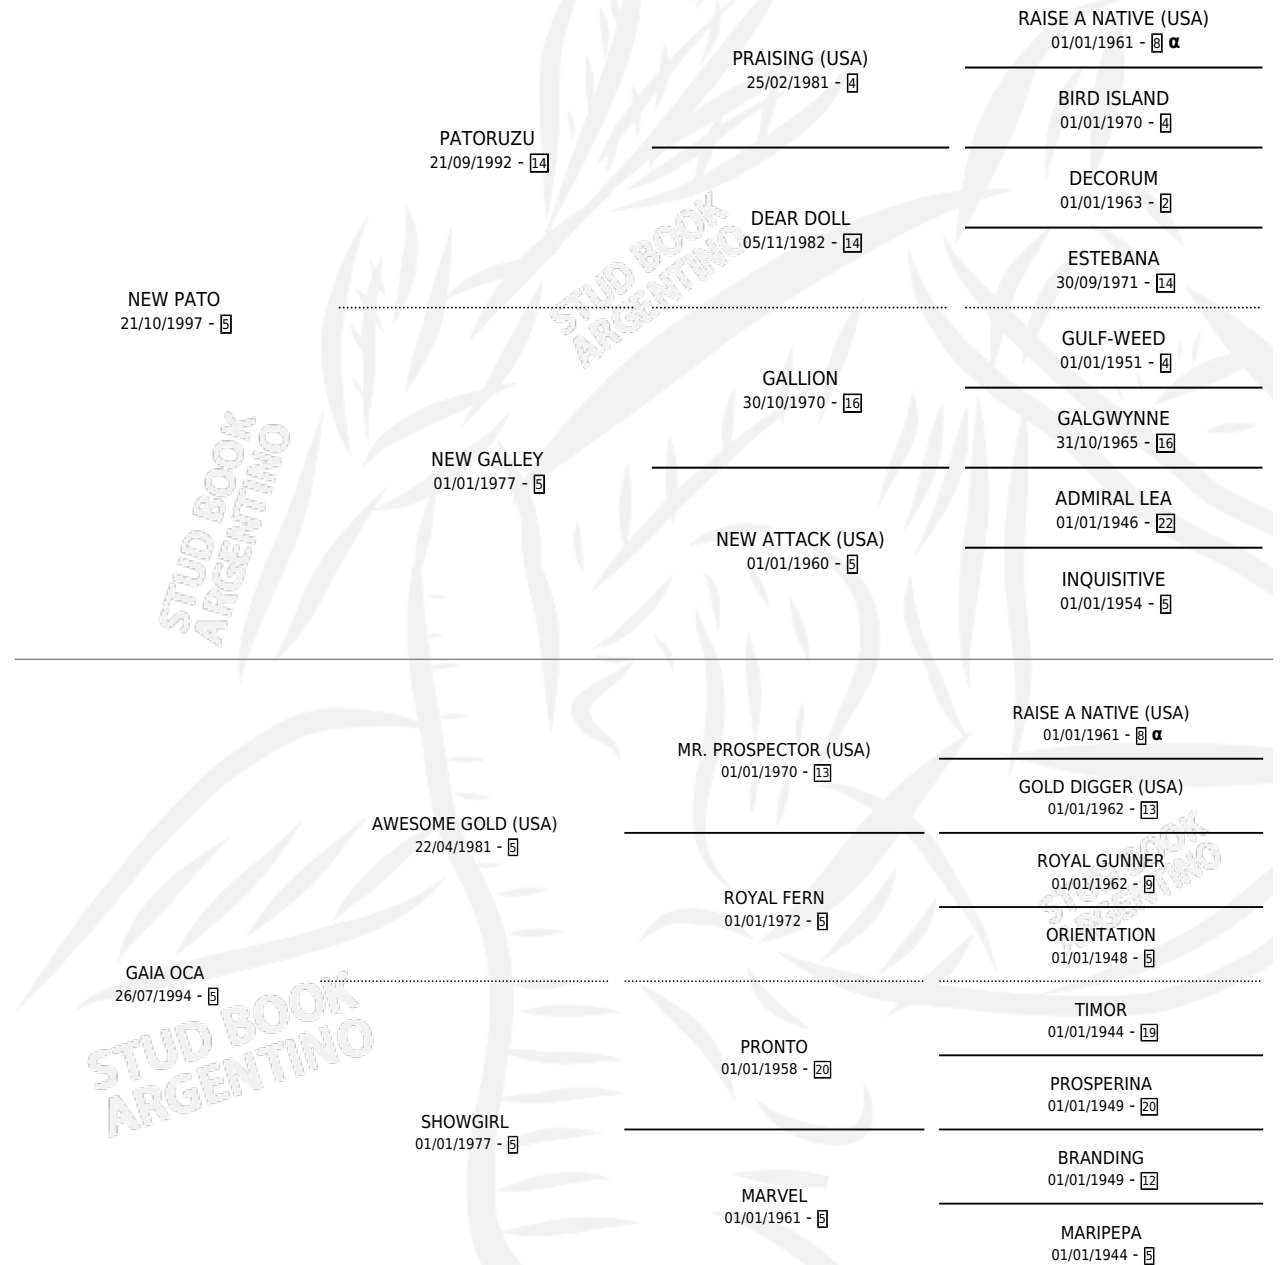 RAISE A NATIVE (USA)
01/01/1961 - 8 α
PRAISING (USA)
25/02/1981 - 4
BIRD ISLAND
01/01/1970 - 4
PATORUZU
21/09/1992 - 14
DECORUM
01/01/1963 - 2
DEAR DOLL
05/11/1982 - 14
ESTEBANA
30/09/1971 - 14
NEW PATO
21/10/1997 - 5
GULF-WEED
01/01/1951 - 4
GALLION
30/10/1970 - 16
GALGWYNNE
31/10/1965 - 16
NEW GALLEY
01/01/1977 - 5
ADMIRAL LEA
01/01/1946 - 22
NEW ATTACK (USA)
01/01/1960 - 5
INQUISITIVE
01/01/1954 - 5
RAISE A NATIVE (USA)
01/01/1961 - 8 α
MR. PROSPECTOR (USA)
01/01/1970 - 13
GOLD DIGGER (USA)
01/01/1962 - 13
AWESOME GOLD (USA)
22/04/1981 - 5
ROYAL GUNNER
01/01/1962 - 9
ROYAL FERN
01/01/1972 - 5
ORIENTATION
01/01/1948 - 5
GAIA OCA
26/07/1994 - 5
TIMOR
01/01/1944 - 19
PRONTO
01/01/1958 - 20
PROSPERINA
01/01/1949 - 20
SHOWGIRL
01/01/1977 - 5
BRANDING
01/01/1949 - 12
MARVEL
01/01/1961 - 5
MARIPEPA
01/01/1944 - 5
STUD BOOK
ARGENTINO
STUD BOOK
ARGENTINO
STUD BOOK
ARGENTINO
STUD BOOK
ARGENTINO